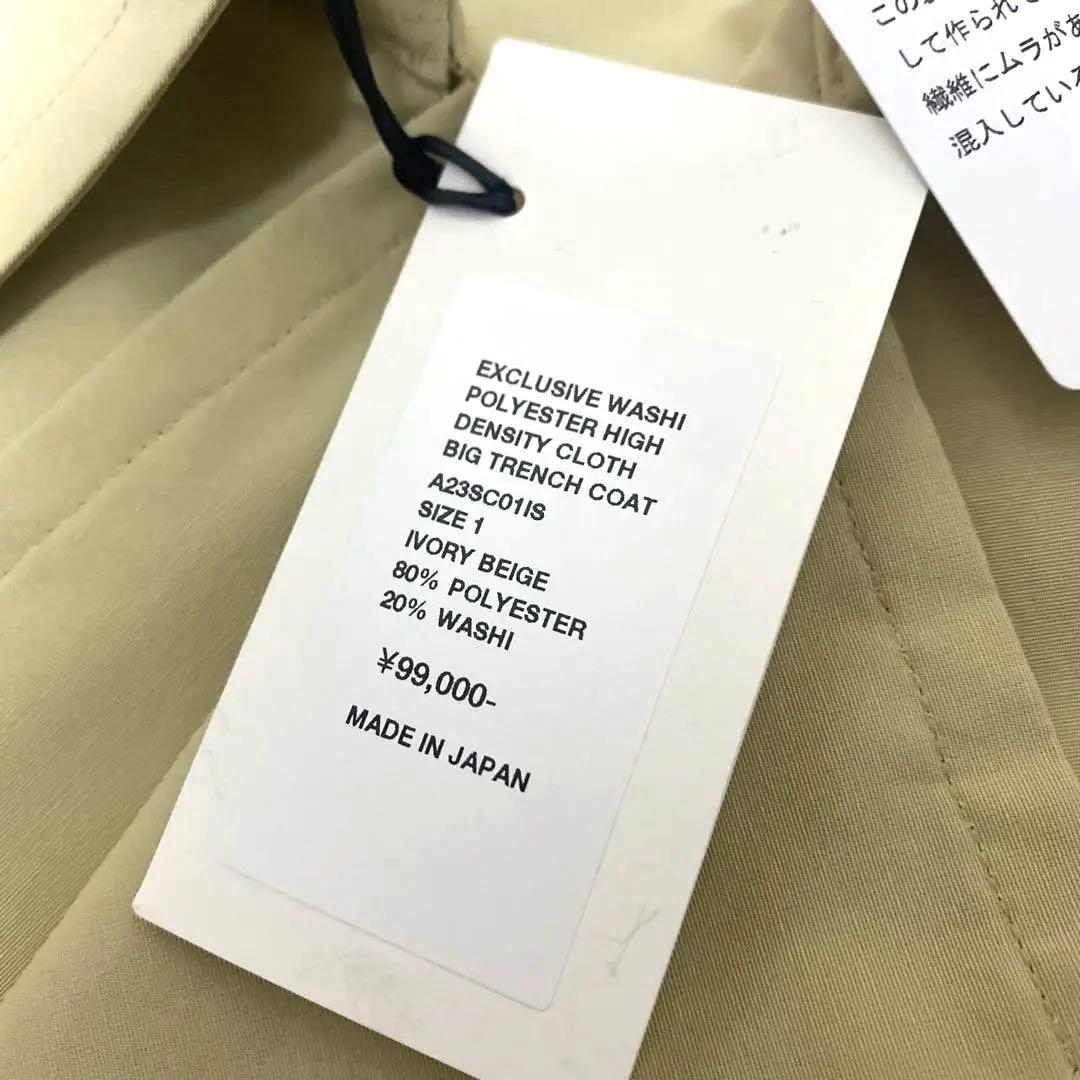 EXCLUSIVE WASHI
POLYESTER HIGH
DENSITY CLOTH
BIG TRENCH COAT
A23SC01IS
SIZE 1
IVORY BEIGE
80% POLYESTER
20% WASHI
¥99,000-
MADE IN JAPAN
この
して作られて
繊維にムラがあ
混入している